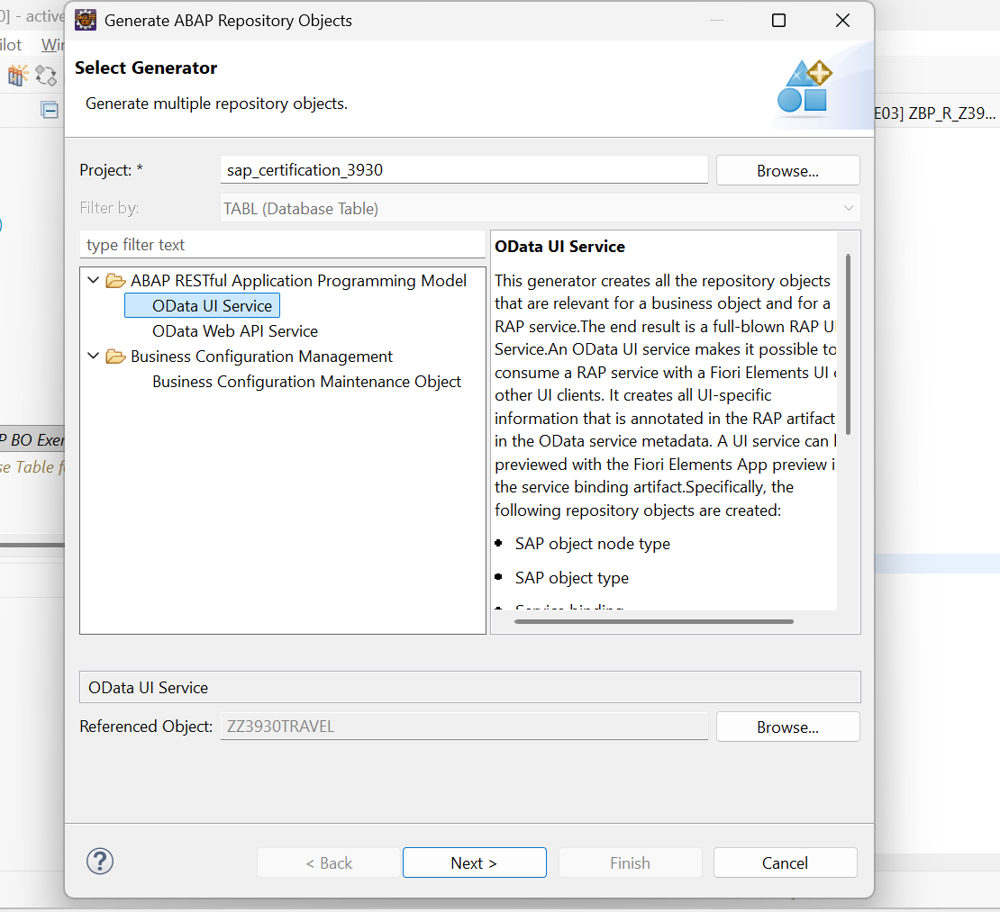 0] - active
Generate ABAP Repository Objects
ilot
Select Generator
Generate multiple repository objects.
E03] ZBP_R_Z39...
Project: *
sap_certification_3930
Browse...
Filter by:
TABL (Database Table)
type filter text
OData UI Service
ABAP RESTful Application Programming Model
OData UI Service
OData Web API Service
Business Configuration Management
Business Configuration Maintenance Object
This generator creates all the repository objects
that are relevant for a business object and for a
RAP service.The end result is a full-blown RAP U
Service.An OData UI service makes it possible to
consume a RAP service with a Fiori Elements UI
other UI clients. It creates all UI-specific
information that is annotated in the RAP artifact
in the OData service metadata. A UI service can
previewed with the Fiori Elements App preview i
the service binding artifact.Specifically, the
following repository objects are created:
SAP object node type
SAP object type
P BO Exer
se Table f
OData UI Service
Referenced Object:
ZZ3930TRAVEL
Browse...
?
< Back
Next >
Finish
Cancel